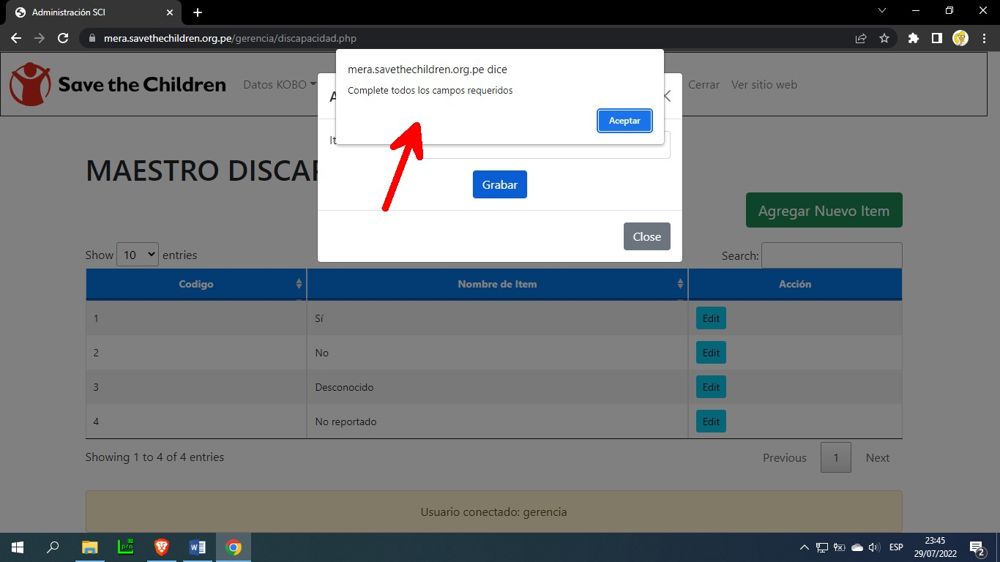 Administración SCI
mera.savethechildren.org.pe/gerencia/discapacidad.php
mera.savethechildren.org.pe dice
Complete todos los campos requeridos
Aceptar
Save the Children
Datos KOBO
Cerrar
Ver sitio web
MAESTRO DISCAP
Grabar
Close
Agregar Nuevo Item
Show 10 entries
Search:
Codigo Nombre de Item Acción
1 Sí Edit
2 No Edit
3 Desconocido Edit
4 No reportado Edit
Showing 1 to 4 of 4 entries
Previous 1 Next
Usuario conectado: gerencia
ESP
23:45
29/07/2022
2